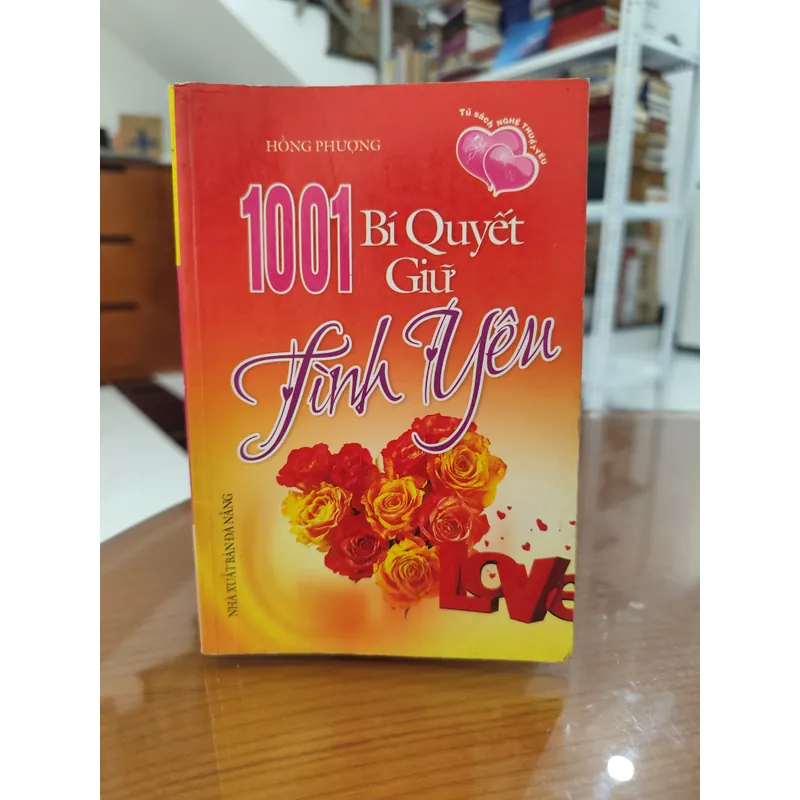 Tủ sách NGHỆ THUẬT YÊU
HỒNG PHƯỢNG
1001 Bí Quyết
Giữ
Tình Yêu
LOVE
NHÀ XUẤT BẢN ĐÀ NẴNG